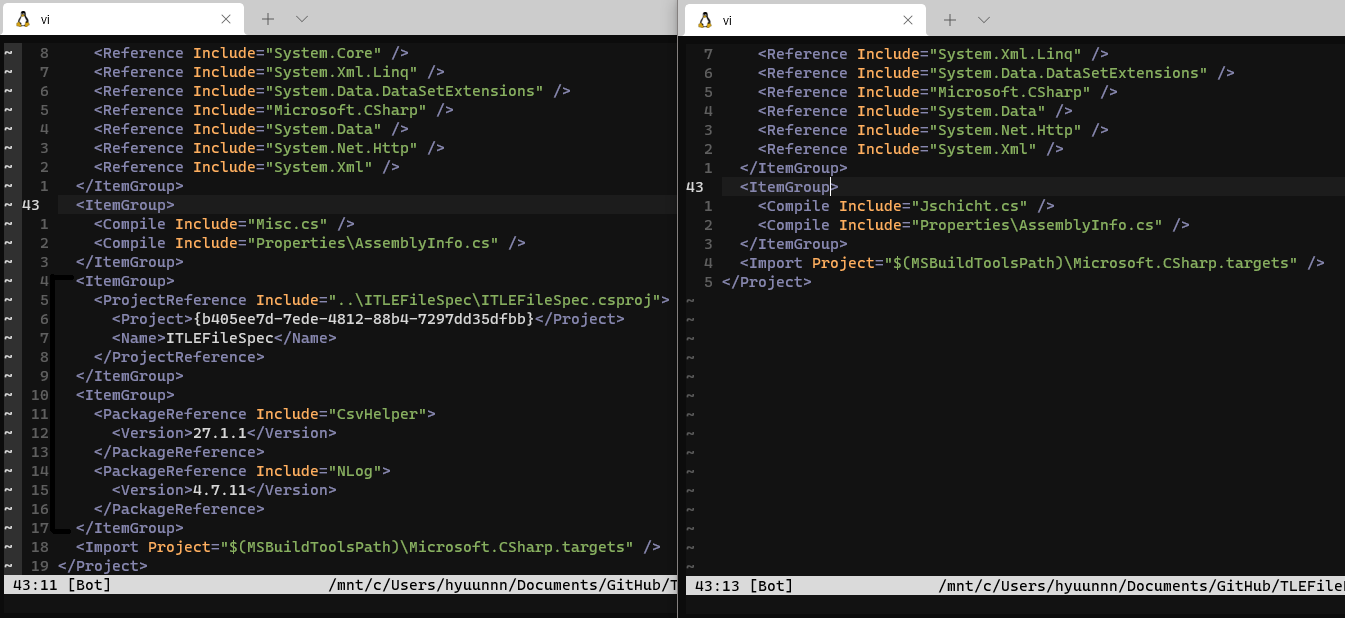 vi
8 <Reference Include="System.Core" />
7 <Reference Include="System.Xml.Linq" />
6 <Reference Include="System.Data.DataSetExtensions" />
5 <Reference Include="Microsoft.CSharp" />
4 <Reference Include="System.Data" />
3 <Reference Include="System.Net.Http" />
2 <Reference Include="System.Xml" />
1 </ItemGroup>
43 <ItemGroup>
1 <Compile Include="Misc.cs" />
2 <Compile Include="Properties\AssemblyInfo.cs" />
3 </ItemGroup>
4 <ItemGroup>
5 <ProjectReference Include="..\ITLEFileSpec\ITLEFileSpec.csproj">
6 <Project>{b405ee7d-7ede-4812-88b4-7297dd35dfbb}</Project>
7 <Name>ITLEFileSpec</Name>
8 </ProjectReference>
9 </ItemGroup>
10 <ItemGroup>
11 <PackageReference Include="CsvHelper">
12 <Version>27.1.1</Version>
13 </PackageReference>
14 <PackageReference Include="NLog">
15 <Version>4.7.11</Version>
16 </PackageReference>
17 </ItemGroup>
18 <Import Project="$(MSBuildToolsPath)\Microsoft.CSharp.targets" />
19 </Project>
43:11 [Bot] /mnt/c/Users/hyuunnn/Documents/GitHub/T
vi
7 <Reference Include="System.Xml.Linq" />
6 <Reference Include="System.Data.DataSetExtensions" />
5 <Reference Include="Microsoft.CSharp" />
4 <Reference Include="System.Data" />
3 <Reference Include="System.Net.Http" />
2 <Reference Include="System.Xml" />
1 </ItemGroup>
43 <ItemGroup>
1 <Compile Include="Jschicht.cs" />
2 <Compile Include="Properties\AssemblyInfo.cs" />
3 </ItemGroup>
4 <Import Project="$(MSBuildToolsPath)\Microsoft.CSharp.targets" />
5 </Project>
43:13 [Bot] /mnt/c/Users/hyuunnn/Documents/GitHub/TLEFile